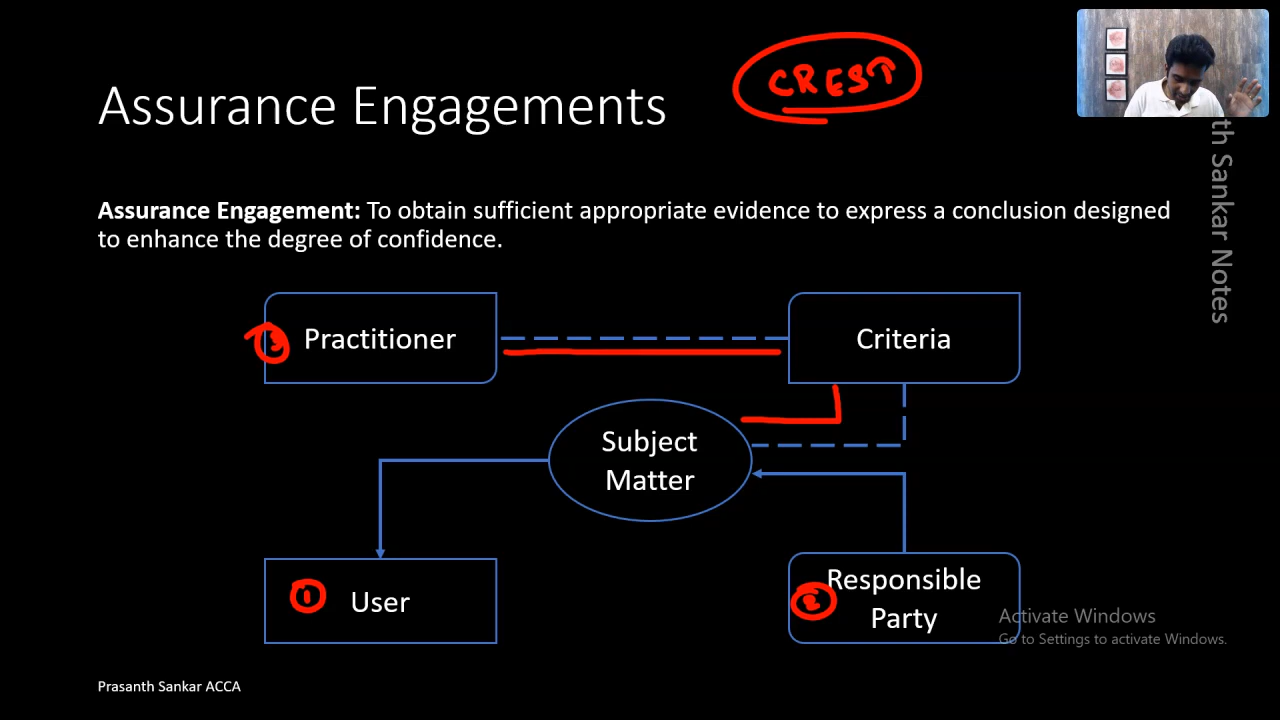 CREST
Assurance Engagements
th Sankar Notes
Assurance Engagement: To obtain sufficient appropriate evidence to express a conclusion designed
to enhance the degree of confidence.
3 Practitioner
Criteria
Subject
Matter
1 User
Responsible
2 Party
Activate Windows
Go to Settings to activate Windows.
Prasanth Sankar ACCA